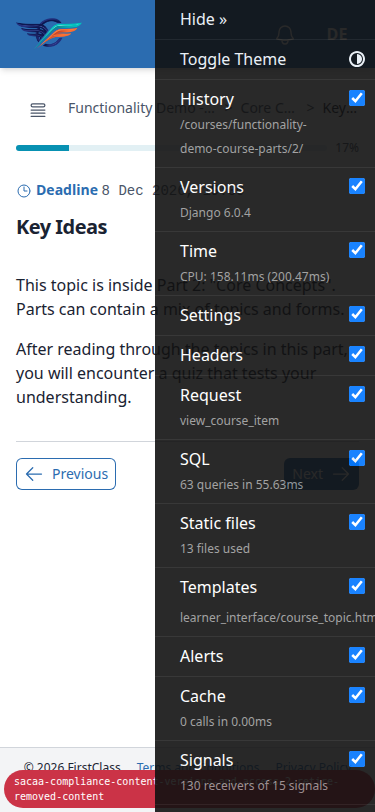 Hide »
DE
Toggle Theme
Functionality Demo
Core C... > Key...
History
/courses/functionality-
demo-course-parts/2/
17%
Deadline 8 Dec 202
Versions
Django 6.0.4
Key Ideas
Time
CPU: 158.11ms (200.47ms)
This topic is inside Part 2: "Core Concepts".
Parts can contain a mix of topics and forms.
Settings
After reading through the topics in this part,
you will encounter a quiz that tests your
understanding.
Headers
Request
view_course_item
SQL
63 queries in 55.63ms
Previous
Next
Static files
13 files used
Templates
learner_interface/course_topic.htm
Alerts
Cache
0 calls in 0.00ms
Signals
130 receivers of 15 signals
© 2026 FirstClass
Terms
Privacy Policy
sacaa-compliance-content
removed-content